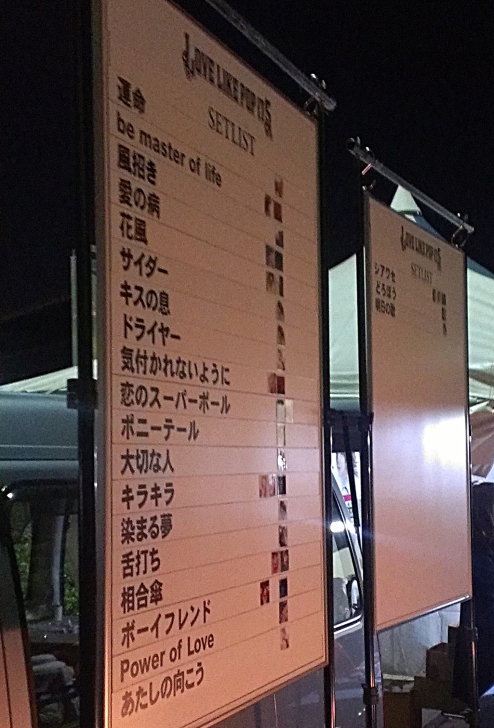 LOVE LIKE POP
SETLIST
運命
be master of life
風招き
愛の病
花風
サイダー
キスの息
ドライヤー
気付かれないように
恋のスーパーボール
ポニーテール
大切な人
キラキラ
染まる夢
舌打ち
相合傘
ボーイフレンド
Power of Love
あたしの向こう
LOVE LIKE POP
SETLIST
シアワセ
どろぼう
明日の歌